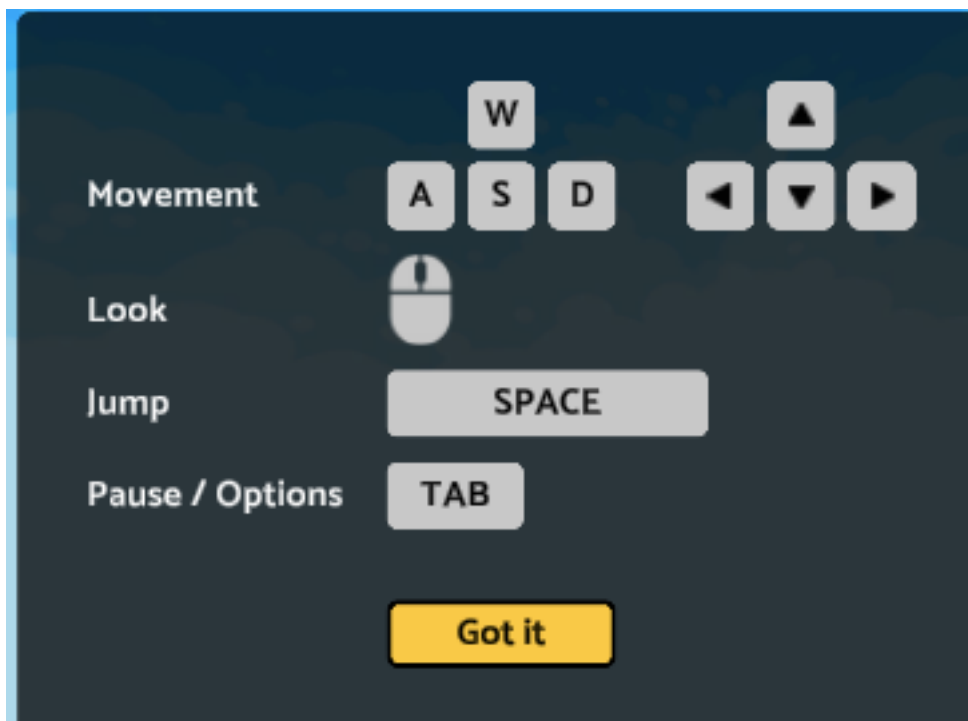 W
Movement A S D
Look
Jump SPACE
Pause / Options TAB
Got it